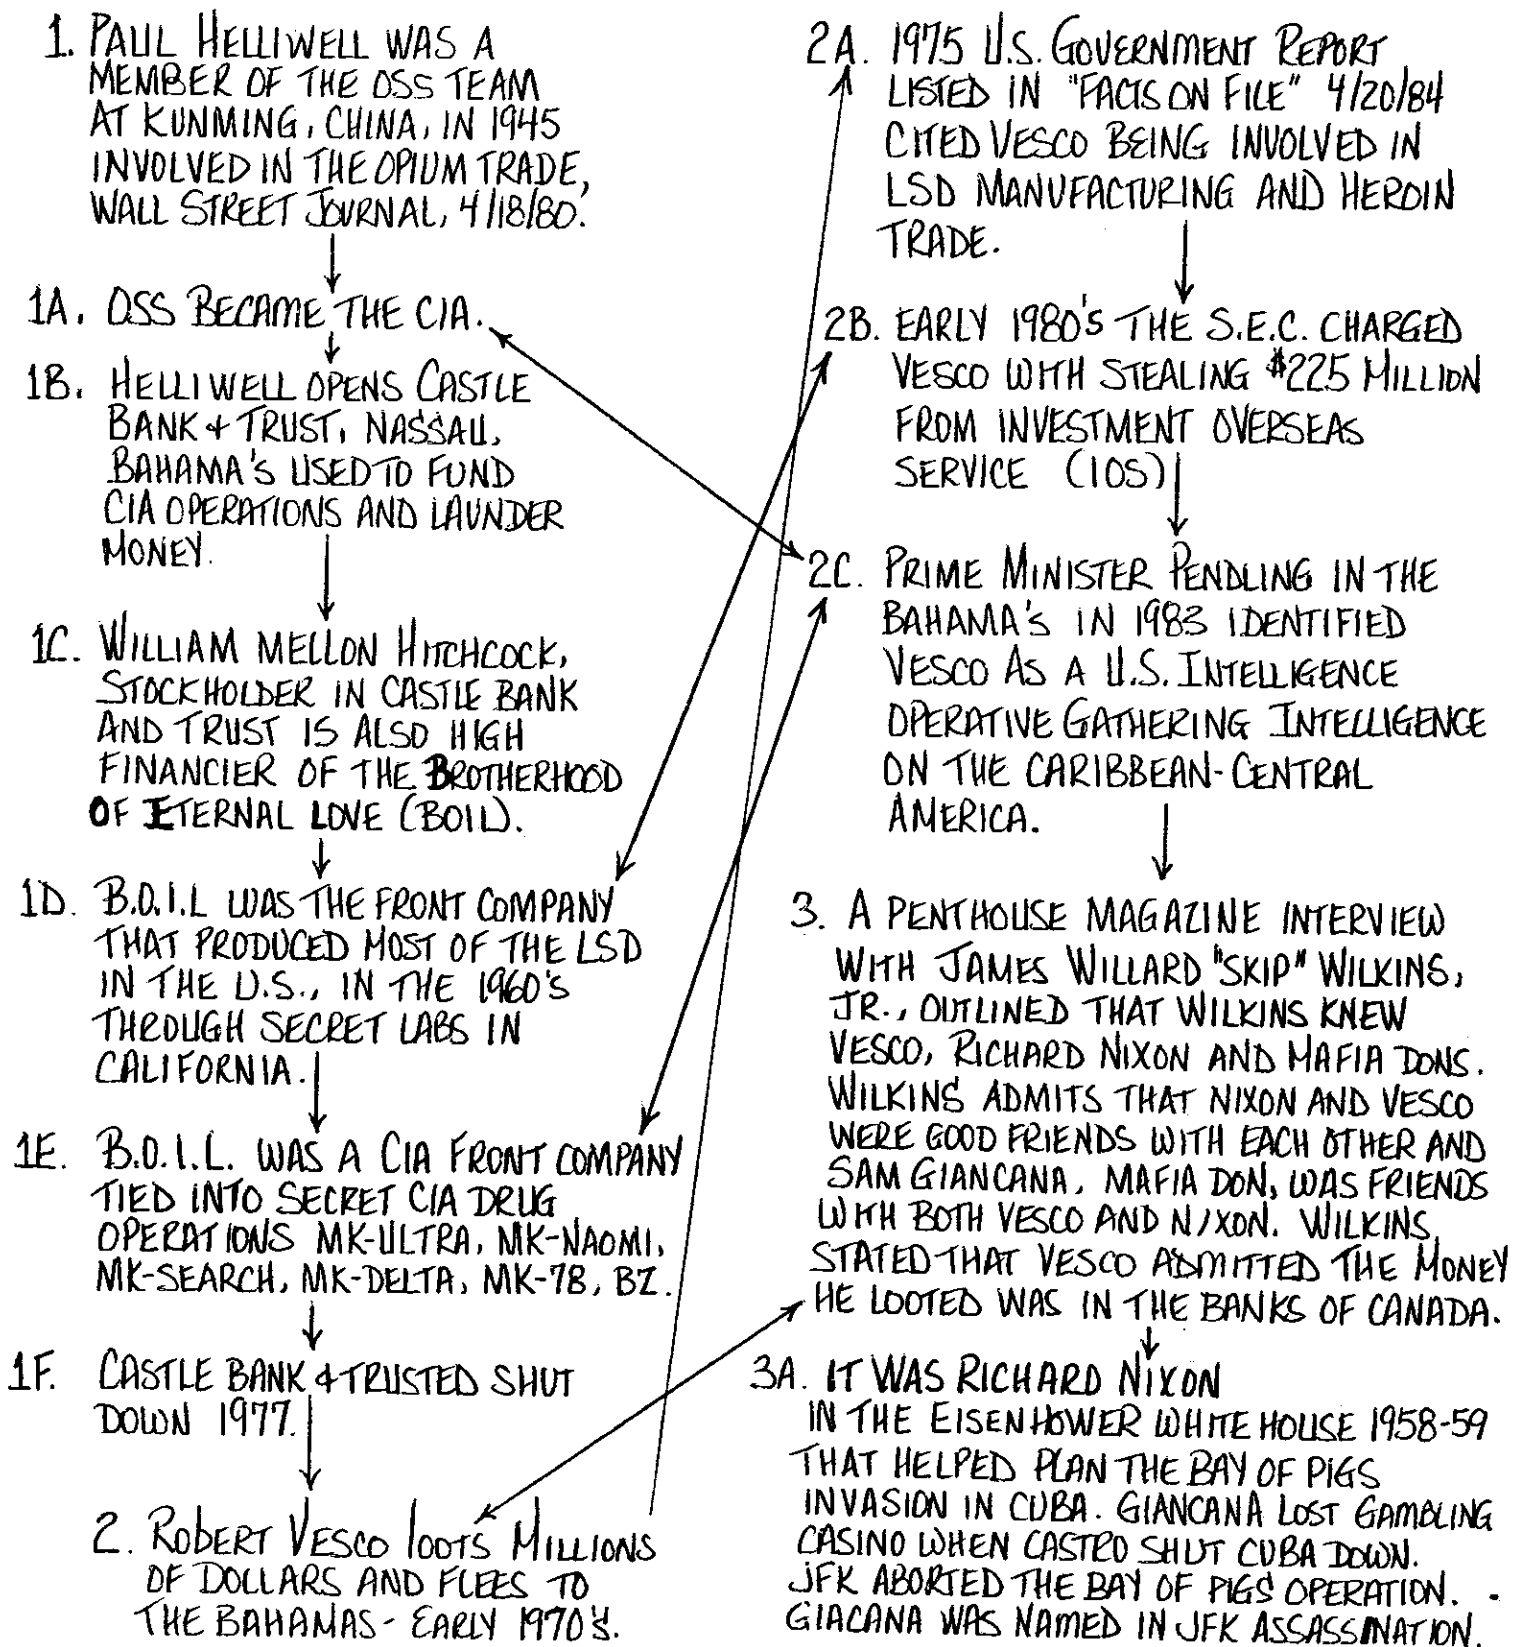 1. PAUL HELLIWELL WAS A
MEMBER OF THE OSS TEAM
AT KUNMING, CHINA, IN 1945
INVOLVED IN THE OPIUM TRADE,
WALL STREET JOURNAL, 4/18/80.
1A. OSS BECAME THE CIA.
1B. HELLIWELL OPENS CASTLE
BANK & TRUST, NASSAU,
BAHAMA'S USED TO FUND
CIA OPERATIONS AND LAUNDER
MONEY.
1C. WILLIAM MELLON HITCHCOCK,
STOCKHOLDER IN CASTLE BANK
AND TRUST IS ALSO HIGH
FINANCIER OF THE BROTHERHOOD
OF ETERNAL LOVE (BOIL).
1D. B.O.I.L WAS THE FRONT COMPANY
THAT PRODUCED MOST OF THE LSD
IN THE U.S., IN THE 1960'S
THROUGH SECRET LABS IN
CALIFORNIA.
1E. B.O.I.L. WAS A CIA FRONT COMPANY
TIED INTO SECRET CIA DRUG
OPERATIONS MK-ULTRA, MK-NAOMI,
MK-SEARCH, MK-DELTA, MK-78, BZ.
1F. CASTLE BANK & TRUSTED SHUT
DOWN 1977.
2. ROBERT VESCO LOOTS MILLIONS
OF DOLLARS AND FLEES TO
THE BAHAMAS - EARLY 1970'S.
2A. 1975 U.S. GOVERNMENT REPORT
LISTED IN "FACTS ON FILE" 4/20/84
CITED VESCO BEING INVOLVED IN
LSD MANUFACTURING AND HEROIN
TRADE.
2B. EARLY 1980'S THE S.E.C. CHARGED
VESCO WITH STEALING $225 MILLION
FROM INVESTMENT OVERSEAS
SERVICE (IOS)
2C. PRIME MINISTER PENDLING IN THE
BAHAMA'S IN 1983 IDENTIFIED
VESCO AS A U.S. INTELLIGENCE
OPERATIVE GATHERING INTELLIGENCE
ON THE CARIBBEAN-CENTRAL
AMERICA.
3. A PENTHOUSE MAGAZINE INTERVIEW
WITH JAMES WILLARD "SKIP" WILKINS,
JR., OUTLINED THAT WILKINS KNEW
VESCO, RICHARD NIXON AND MAFIA DONS.
WILKINS ADMITS THAT NIXON AND VESCO
WERE GOOD FRIENDS WITH EACH OTHER AND
SAM GIANCANA, MAFIA DON, WAS FRIENDS
WITH BOTH VESCO AND NIXON. WILKINS
STATED THAT VESCO ADMITTED THE MONEY
HE LOOTED WAS IN THE BANKS OF CANADA.
3A. IT WAS RICHARD NIXON
IN THE EISENHOWER WHITE HOUSE 1958-59
THAT HELPED PLAN THE BAY OF PIGS
INVASION IN CUBA. GIANCANA LOST GAMBLING
CASINO WHEN CASTRO SHUT CUBA DOWN.
JFK ABORTED THE BAY OF PIGS OPERATION.
GIACANA WAS NAMED IN JFK ASSASSINATION.